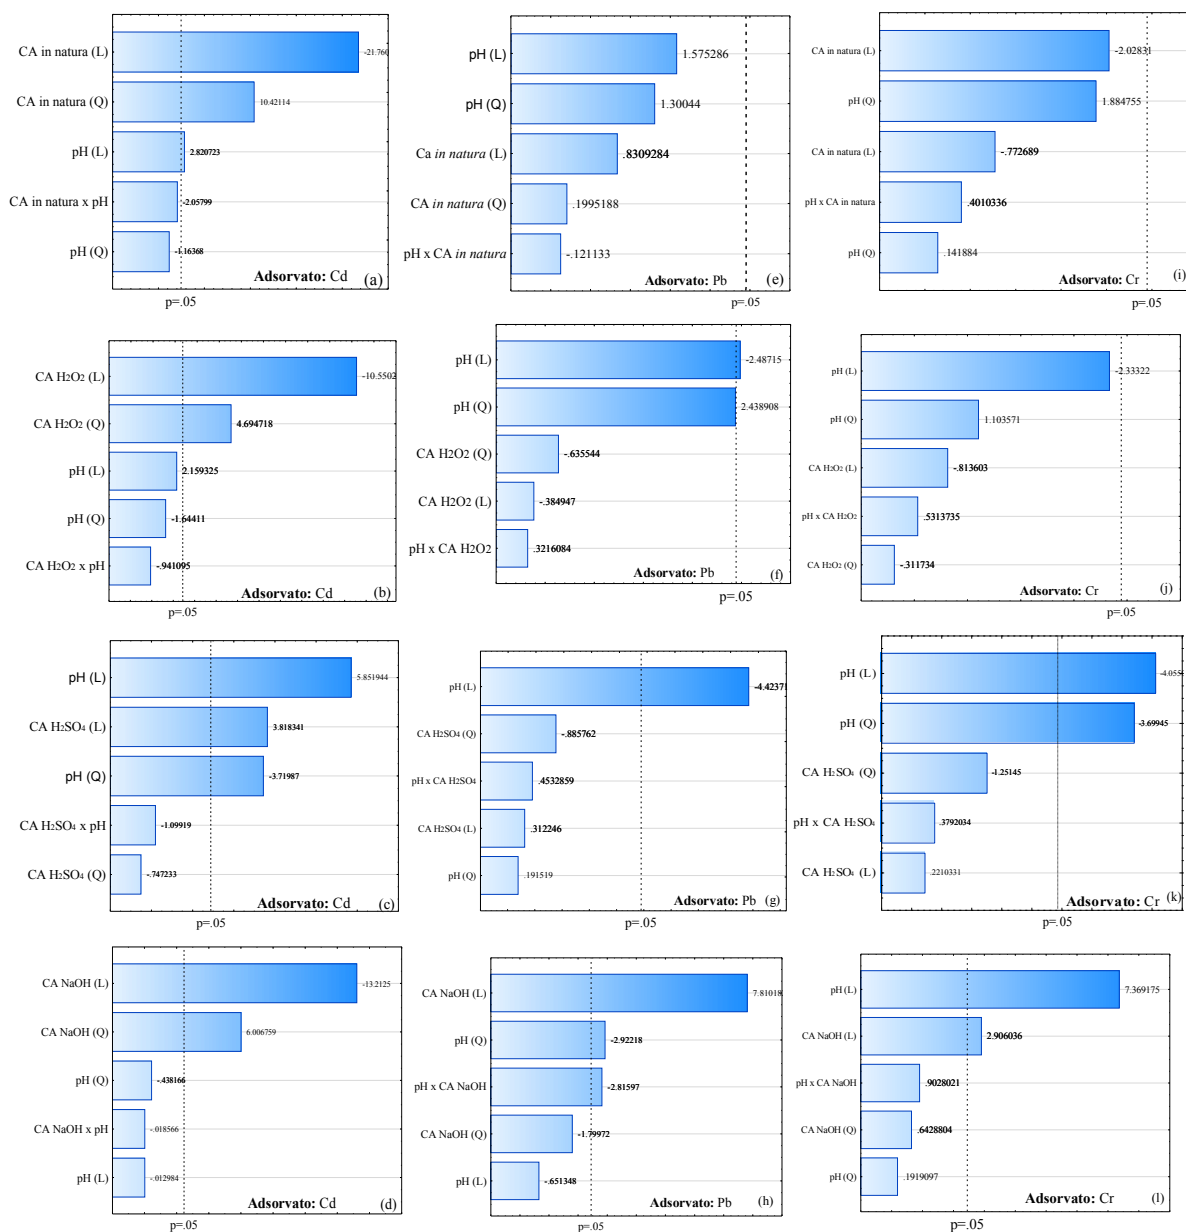 CA in natura (L)
-21.760
CA in natura (Q)
10.42114
pH (L)
2.820723
CA in natura x pH
-2.05799
pH (Q)
-1.16368
(a)
Adsorvato: Cd
p=.05
pH (L)
1.575286
pH (Q)
1.30044
Ca in natura (L)
.8309284
CA in natura (Q)
.1995188
pH x CA in natura
-.121133
(e)
Adsorvato: Pb
p=.05
CA in natura (L)
-2.02831
pH (Q)
1.884755
CA in natura (L)
-.772689
pH x CA in natura
.4010336
pH (Q)
.141884
(i)
Adsorvato: Cr
p=.05
CA H2O2 (L)
-10.5502
CA H2O2 (Q)
4.694718
pH (L)
2.159325
pH (Q)
-1.64411
CA H2O2 x pH
-.941095
(b)
Adsorvato: Cd
p=.05
pH (L)
-2.48715
pH (Q)
2.438908
CA H2O2 (Q)
-.635544
CA H2O2 (L)
-.384947
pH x CA H2O2
.3216084
(f)
Adsorvato: Pb
p=.05
pH (L)
-2.33322
pH (Q)
1.103571
CA H2O2 (L)
-.813603
pH x CA H2O2
.5313735
CA H2O2 (Q)
-.311734
(j)
Adsorvato: Cr
p=.05
pH (L)
5.851944
CA H2SO4 (L)
3.818341
pH (Q)
-3.71987
CA H2SO4 x pH
-1.09919
CA H2SO4 (Q)
-.747233
(c)
Adsorvato: Cd
p=.05
pH (L)
-4.42371
CA H2SO4 (Q)
-.885762
pH x CA H2SO4
.4532859
CA H2SO4 (L)
.312246
pH (Q)
.191519
(g)
Adsorvato: Pb
p=.05
pH (L)
-4.055
pH (Q)
-3.69945
CA H2SO4 (Q)
-1.25145
pH x CA H2SO4
.3792034
CA H2SO4 (L)
.2210331
(k)
Adsorvato: Cr
p=.05
CA NaOH (L)
-13.2125
CA NaOH (Q)
6.006759
pH (Q)
-.438166
CA NaOH x pH
-.018566
pH (L)
-.012984
(d)
Adsorvato: Cd
p=.05
CA NaOH (L)
7.81018
pH (Q)
-2.92218
pH x CA NaOH
-2.81597
CA NaOH (Q)
-1.79972
pH (L)
-.651348
(h)
Adsorvato: Pb
p=.05
pH (L)
7.369175
CA NaOH (L)
2.906036
pH x CA NaOH
.9028021
CA NaOH (Q)
.6428804
pH (Q)
.1919097
(l)
Adsorvato: Cr
p=.05